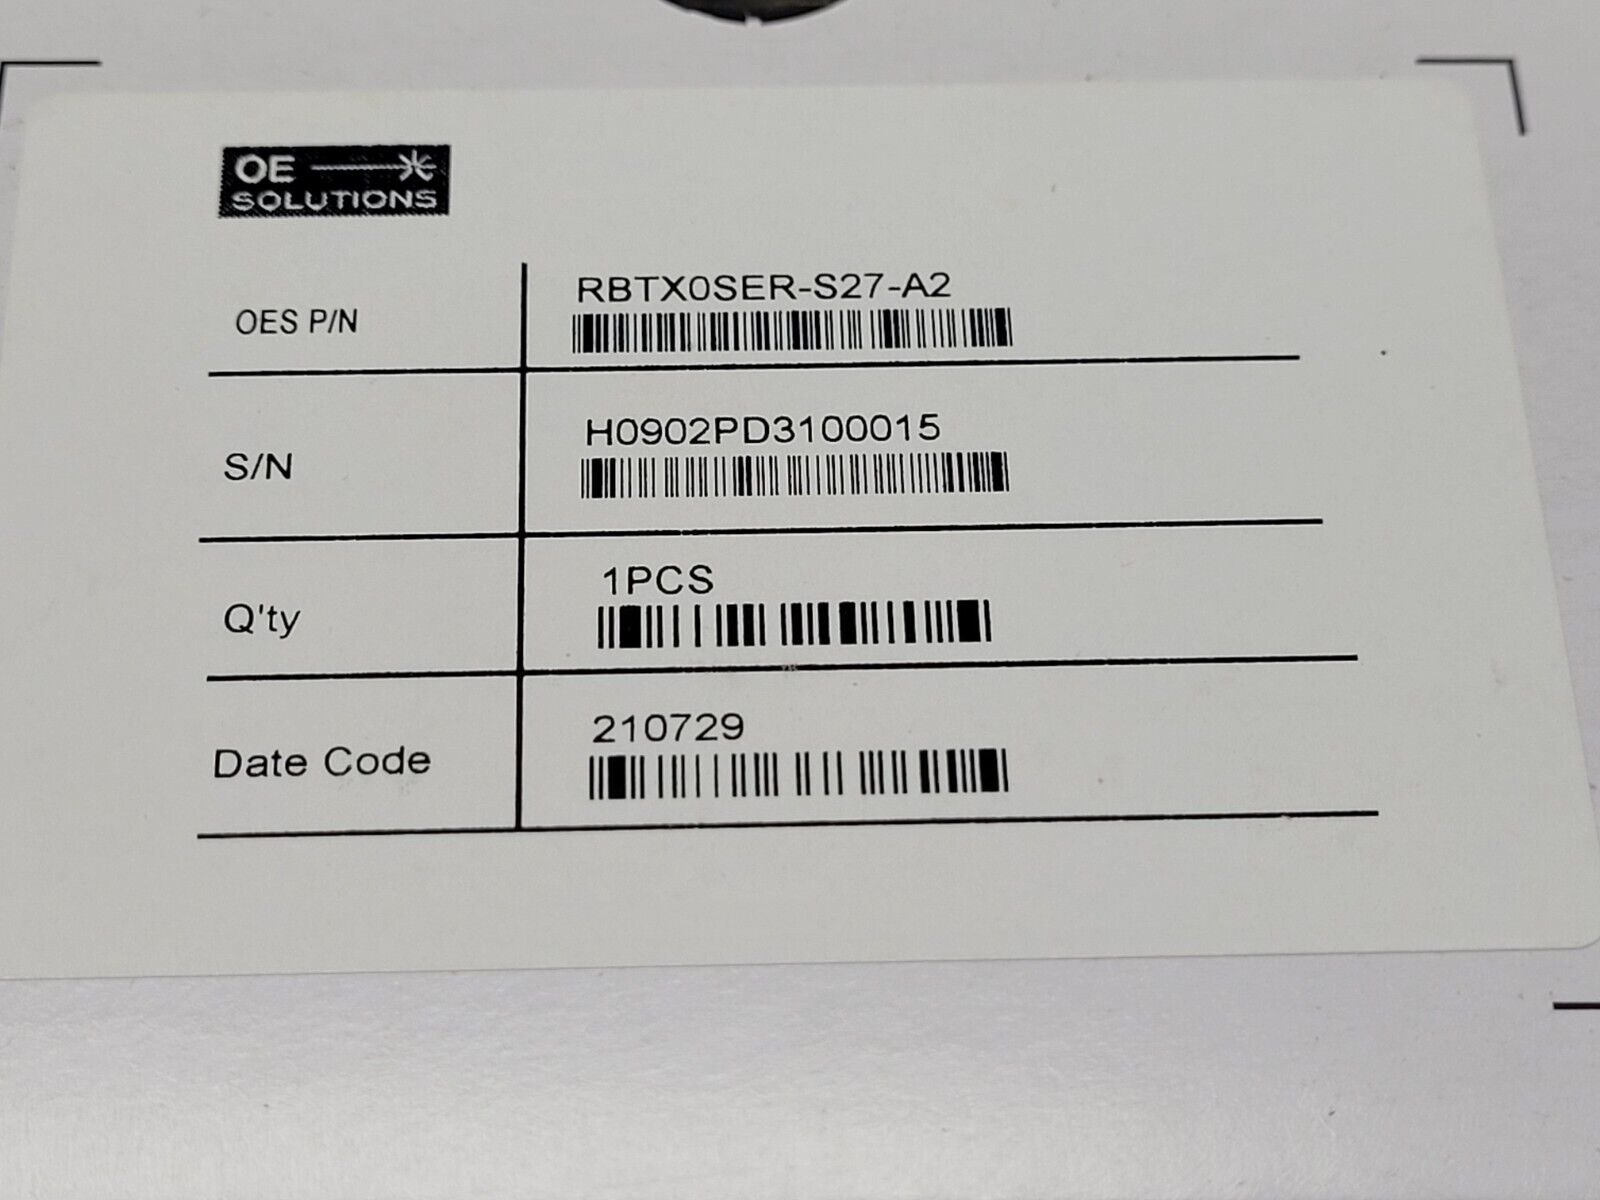 OE
SOLUTIONS
OES P/N
RBTX0SER-S27-A2
S/N
H0902PD3100015
Q'ty
1PCS
Date Code
210729